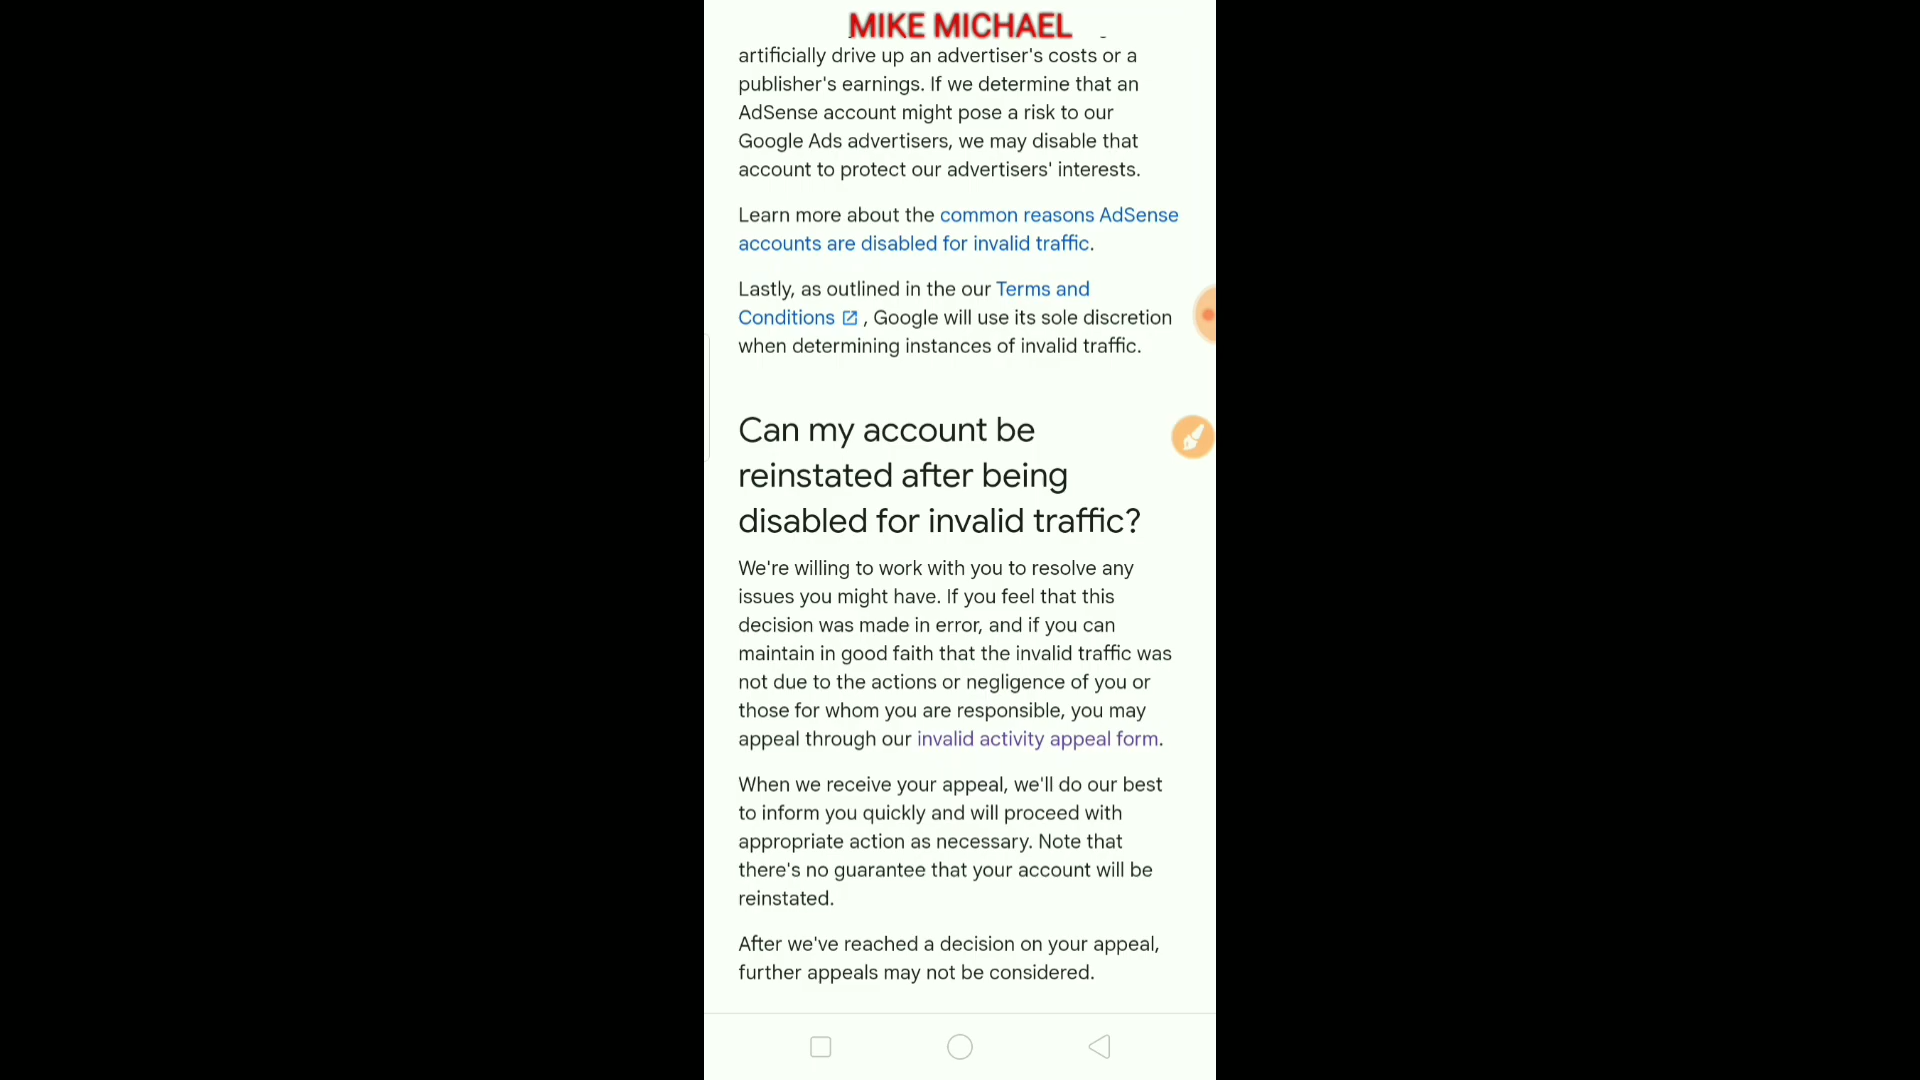 MIKE MICHAEL
artificially drive up an advertiser's costs or a
publisher's earnings. If we determine that an
AdSense account might pose a risk to our
Google Ads advertisers, we may disable that
account to protect our advertisers' interests.
Learn more about the common reasons AdSense
accounts are disabled for invalid traffic.
Lastly, as outlined in the our Terms and
Conditions , Google will use its sole discretion
when determining instances of invalid traffic.
Can my account be
reinstated after being
disabled for invalid traffic?
We're willing to work with you to resolve any
issues you might have. If you feel that this
decision was made in error, and if you can
maintain in good faith that the invalid traffic was
not due to the actions or negligence of you or
those for whom you are responsible, you may
appeal through our invalid activity appeal form.
When we receive your appeal, we'll do our best
to inform you quickly and will proceed with
appropriate action as necessary. Note that
there's no guarantee that your account will be
reinstated.
After we've reached a decision on your appeal,
further appeals may not be considered.